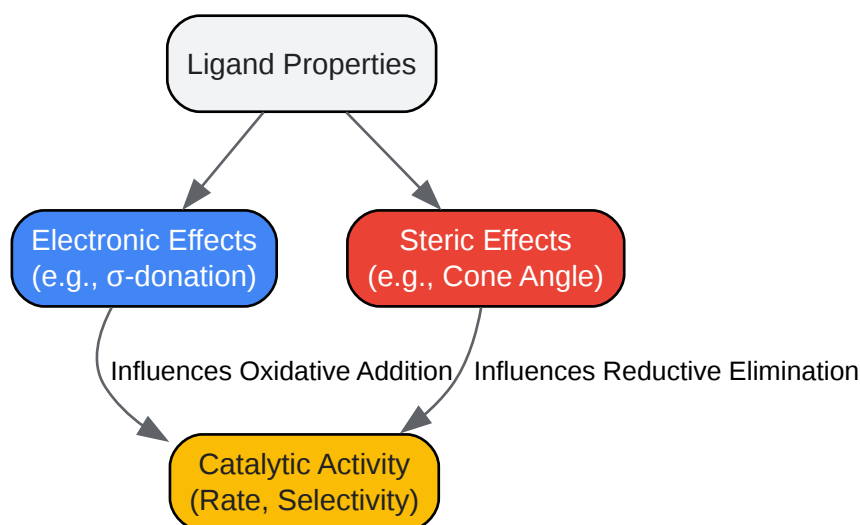 Ligand Properties
Electronic Effects
(e.g., σ-donation)
Steric Effects
(e.g., Cone Angle)
Influences Oxidative Addition
Influences Reductive Elimination
Catalytic Activity
(Rate, Selectivity)